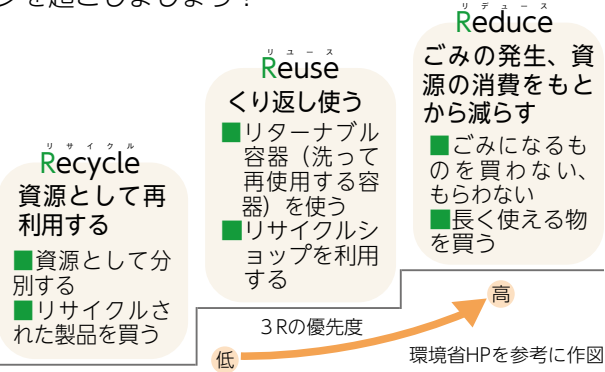 を起こしましょう！
リサイクル
Recycle
資源として再
利用する
■資源として分
別する
■リサイクルさ
れた製品を買う
リユース
Reuse
くり返し使う
■リターナブル
容器（洗って
再使用する容
器）を使う
■リサイクルシ
ョップを利用
する
リデュース
Reduce
ごみの発生、資
源の消費をもと
から減らす
■ごみになるも
のを買わない、
もらわない
■長く使える物
を買う
低
３Rの優先度
高
環境省HPを参考に作図